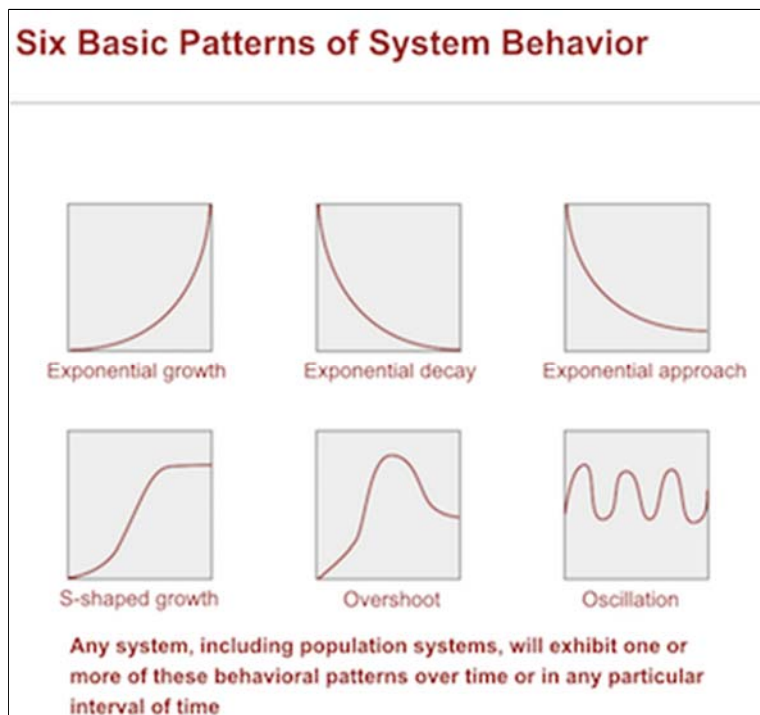 Six Basic Patterns of System Behavior
Exponential growth
Exponential decay
Exponential approach
S-shaped growth
Overshoot
Oscillation
Any system, including population systems, will exhibit one or
more of these behavioral patterns over time or in any particular
interval of time